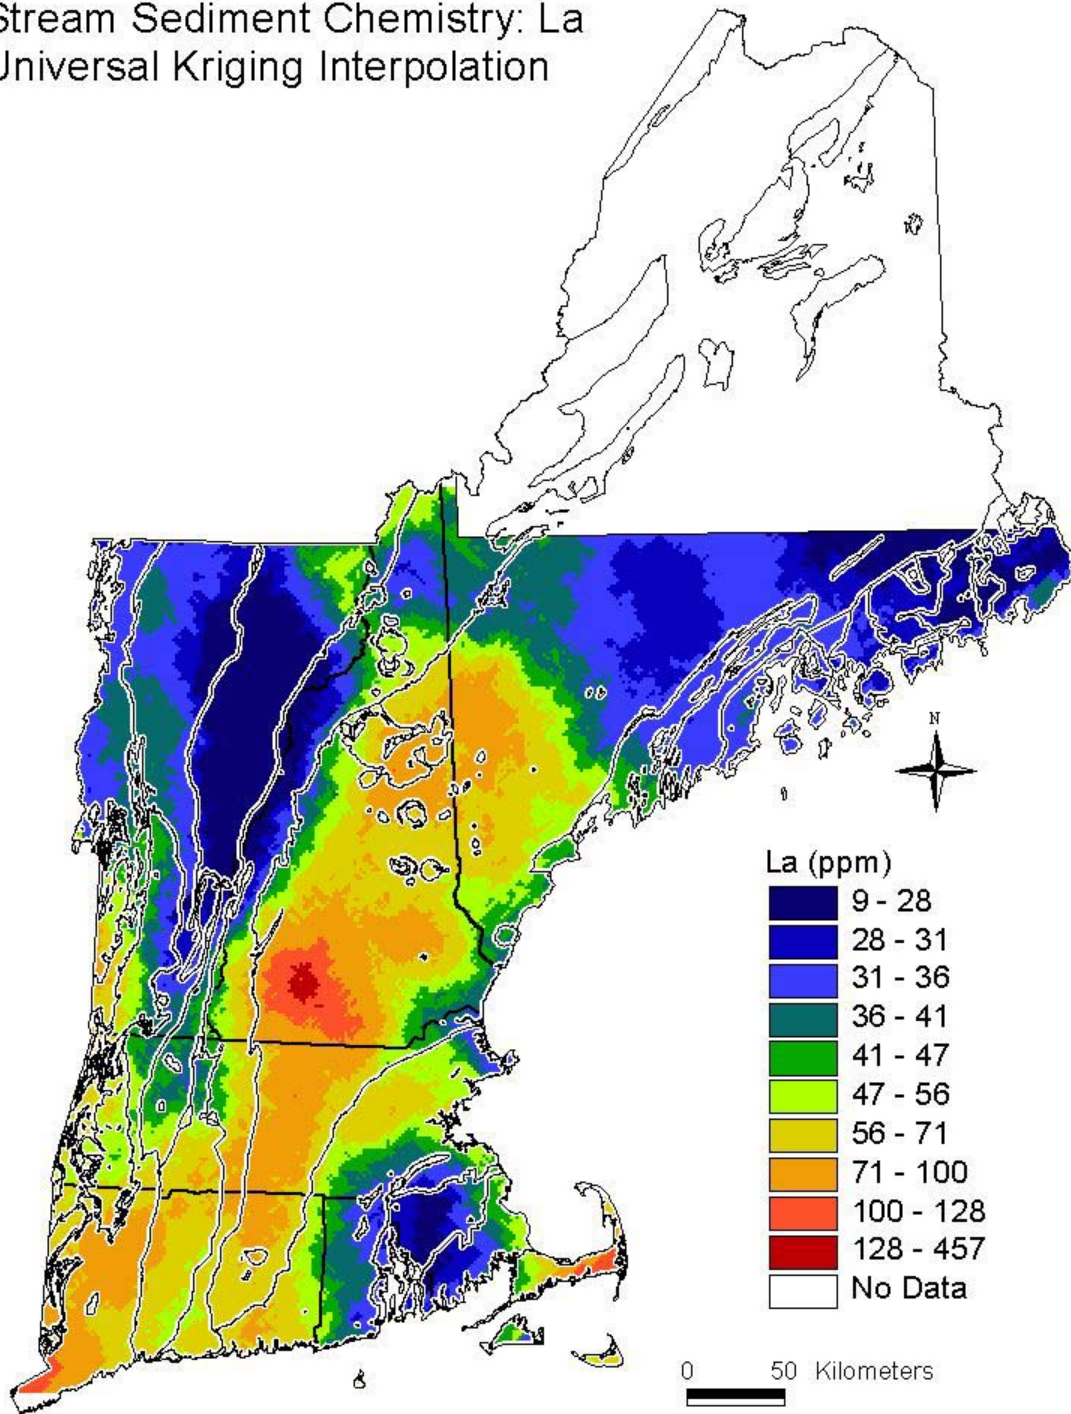 Stream Sediment Chemistry: La
Universal Kriging Interpolation
N
La (ppm)
9 - 28
28 - 31
31 - 36
36 - 41
41 - 47
47 - 56
56 - 71
71 - 100
100 - 128
128 - 457
No Data
0 50 Kilometers